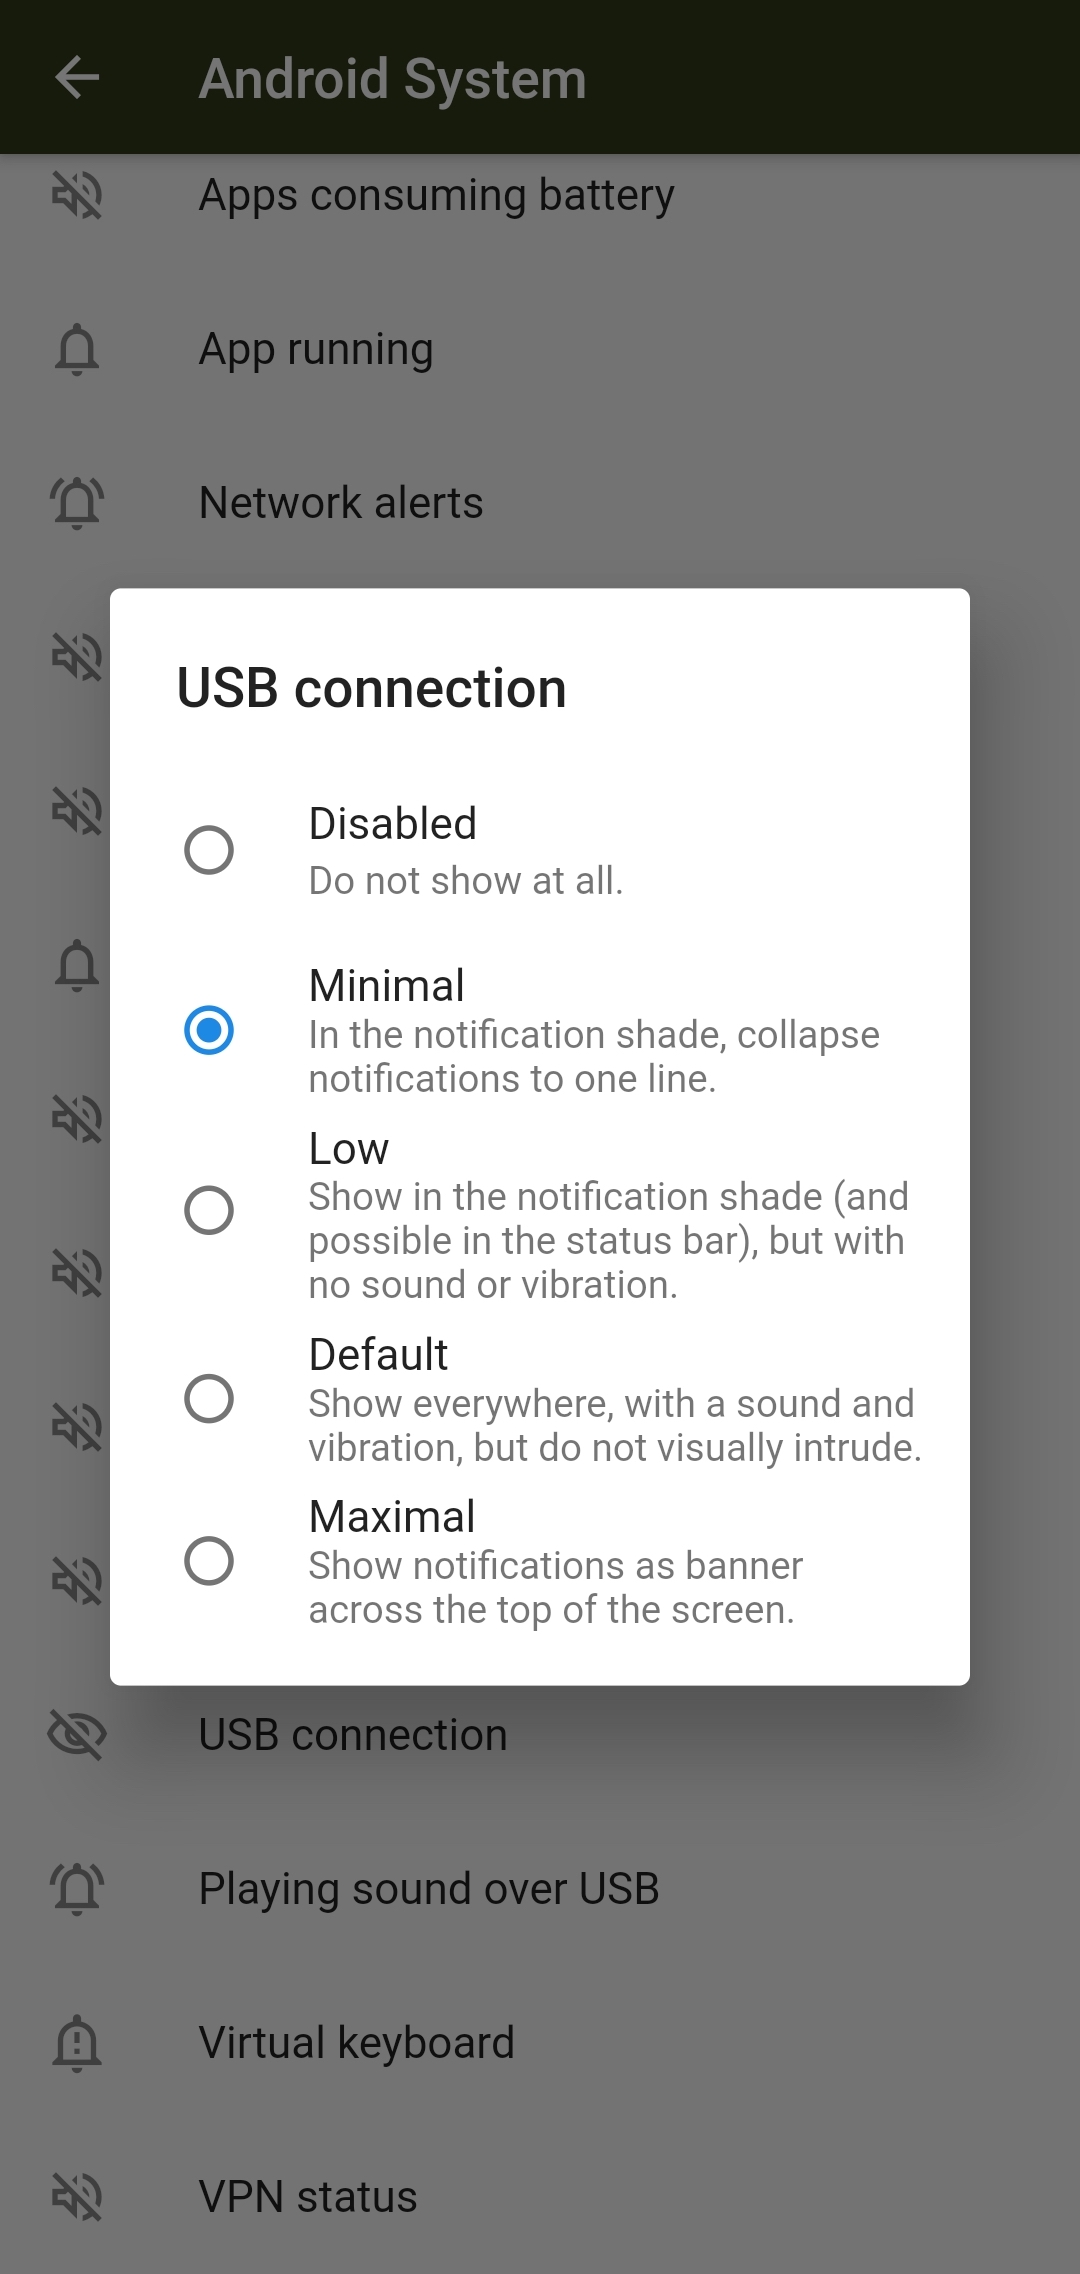 Android System
Apps consuming battery
App running
Network alerts
USB connection
Disabled
Do not show at all.
Minimal
In the notification shade, collapse
notifications to one line.
Low
Show in the notification shade (and
possible in the status bar), but with
no sound or vibration.
Default
Show everywhere, with a sound and
vibration, but do not visually intrude.
Maximal
Show notifications as banner
across the top of the screen.
USB connection
Playing sound over USB
Virtual keyboard
VPN status